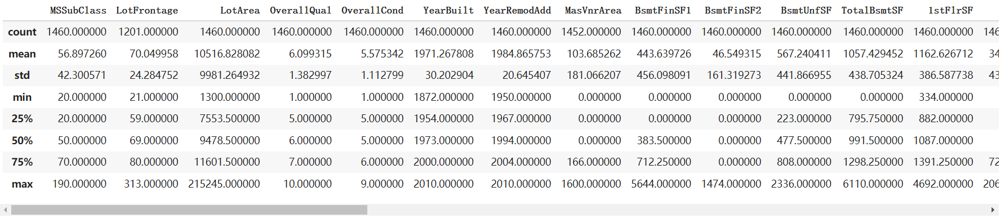 MSSubClass LotFrontage LotArea OverallQual OverallCond YearBuilt YearRemodAdd MasVnrArea BsmtFinSF1 BsmtFinSF2 BsmtUnfSF TotalBsmtSF 1stFlrSF
count 1460.000000 1201.000000 1460.000000 1460.000000 1460.000000 1460.000000 1460.000000 1452.000000 1460.000000 1460.000000 1460.000000 1460.000000 1460.000000 146
mean 56.897260 70.049958 10516.828082 6.099315 5.575342 1971.267808 1984.865753 103.685262 443.639726 46.549315 567.240411 1057.429452 1162.626712 34
std 42.300571 24.284752 9981.264932 1.382997 1.112799 30.202904 20.645407 181.066207 456.098091 161.319273 441.866955 438.705324 386.587738 43
min 20.000000 21.000000 1300.000000 1.000000 1.000000 1872.000000 1950.000000 0.000000 0.000000 0.000000 0.000000 0.000000 334.000000
25% 20.000000 59.000000 7553.500000 5.000000 5.000000 1954.000000 1967.000000 0.000000 0.000000 0.000000 223.000000 795.750000 882.000000
50% 50.000000 69.000000 9478.500000 6.000000 5.000000 1973.000000 1994.000000 0.000000 383.500000 0.000000 477.500000 991.500000 1087.000000
75% 70.000000 80.000000 11601.500000 7.000000 6.000000 2000.000000 2004.000000 166.000000 712.250000 0.000000 808.000000 1298.250000 1391.250000 72
max 190.000000 313.000000 215245.000000 10.000000 9.000000 2010.000000 2010.000000 1600.000000 5644.000000 1474.000000 2336.000000 6110.000000 4692.000000 206